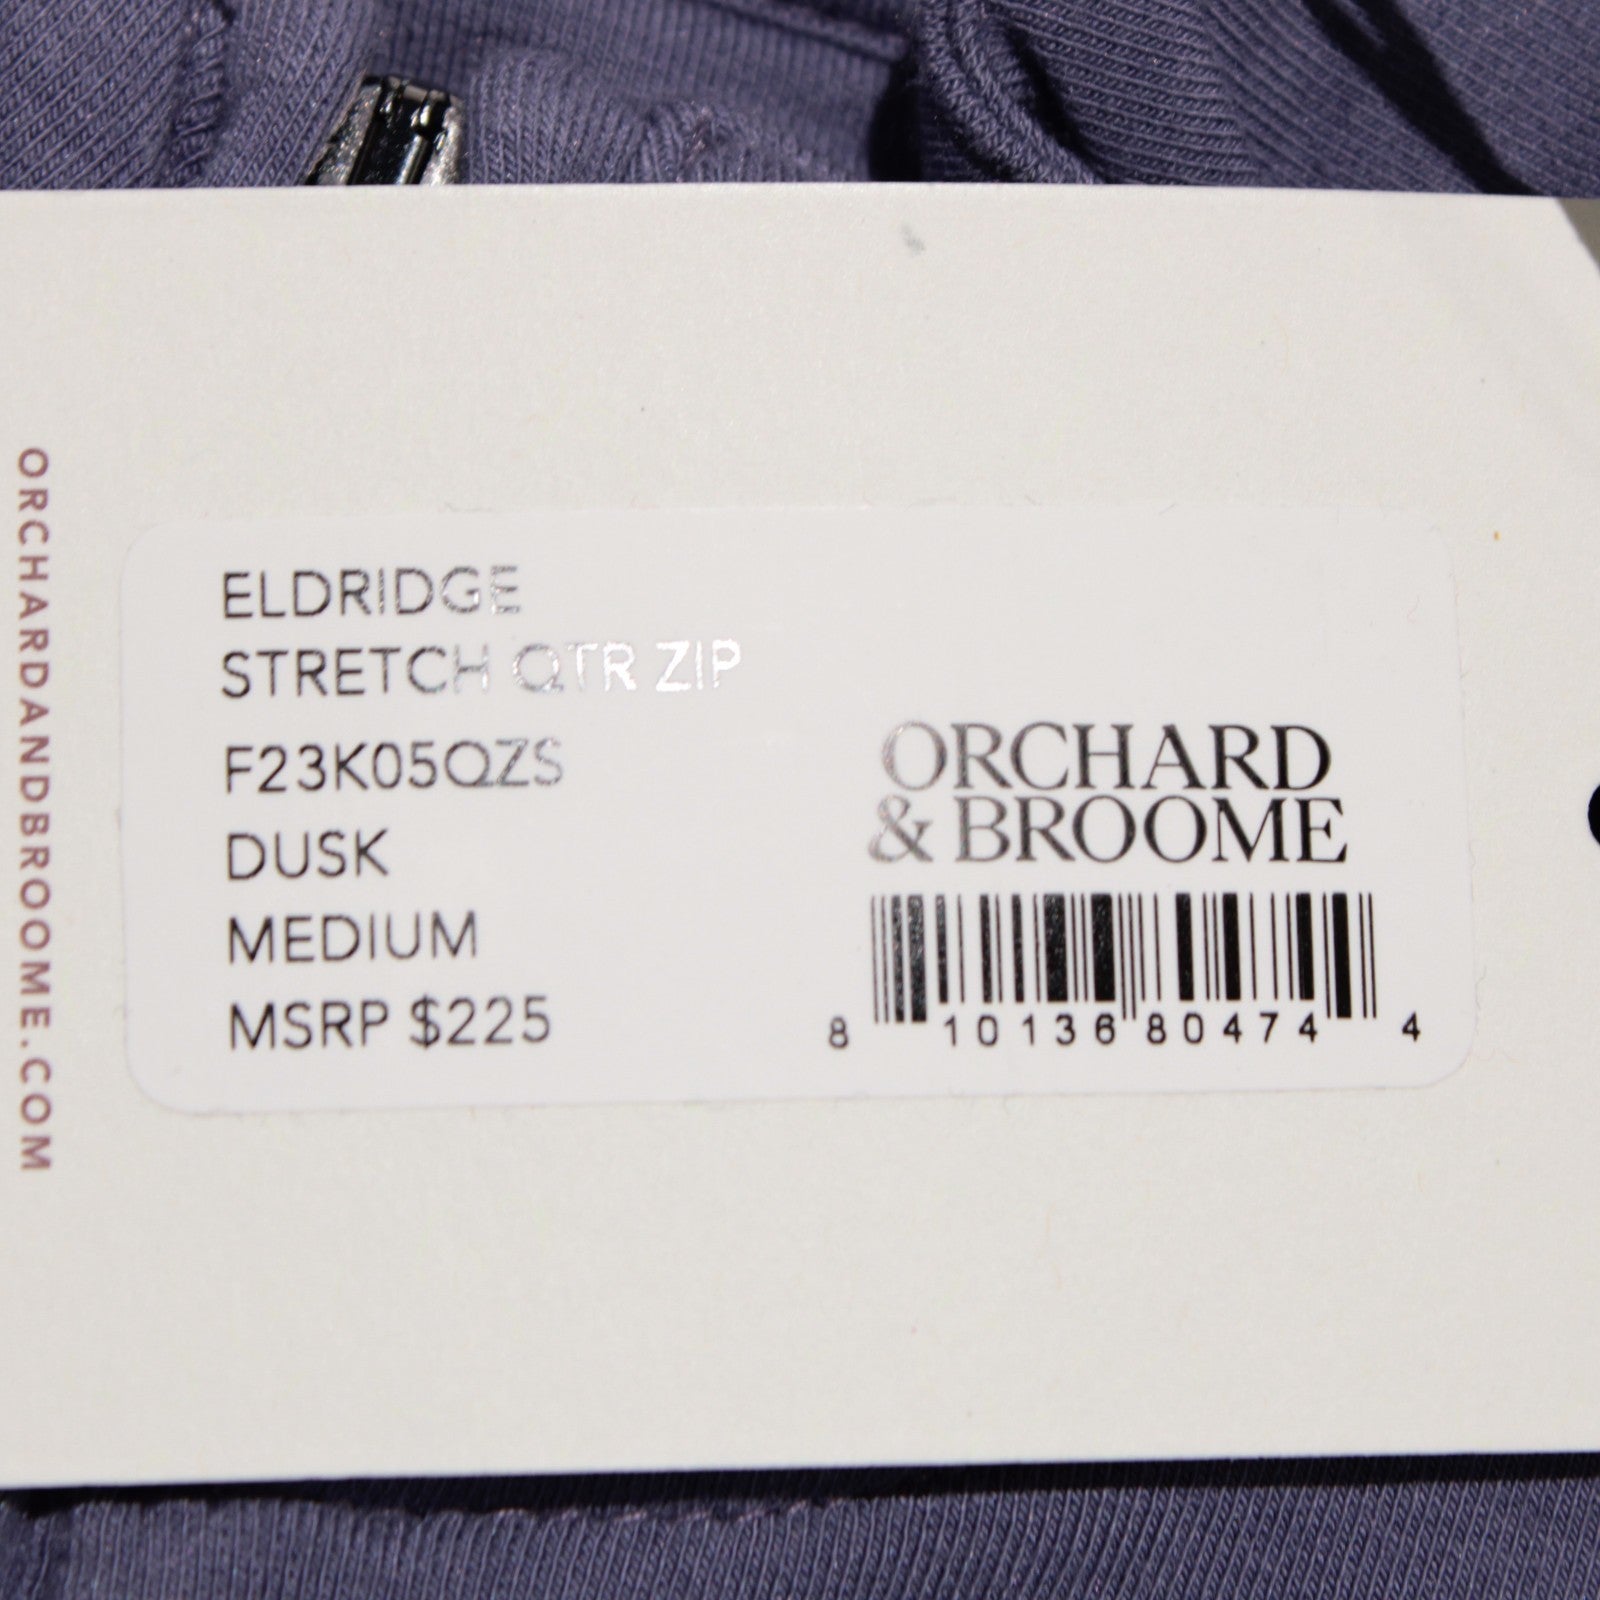 ORCHARDANDBROOME.COM
ELDRIDGE
STRETCH QTR ZIP
F23K05QZS
DUSK
MEDIUM
MSRP $225
ORCHARD
& BROOME
8 10136 80474 4